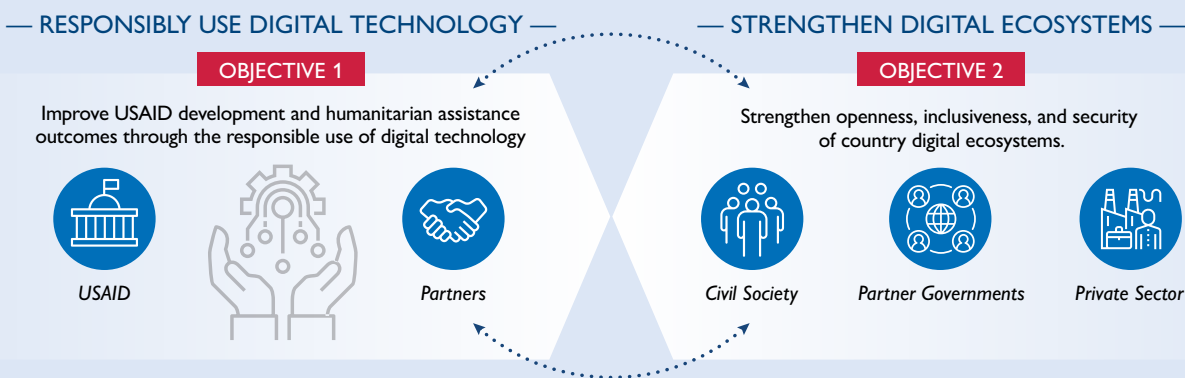 — RESPONSIBLY USE DIGITAL TECHNOLOGY —
OBJECTIVE 1
Improve USAID development and humanitarian assistance
outcomes through the responsible use of digital technology
USAID
Partners
— STRENGTHEN DIGITAL ECOSYSTEMS —
OBJECTIVE 2
Strengthen openness, inclusiveness, and security
of country digital ecosystems.
Civil Society
Partner Governments
Private Sector